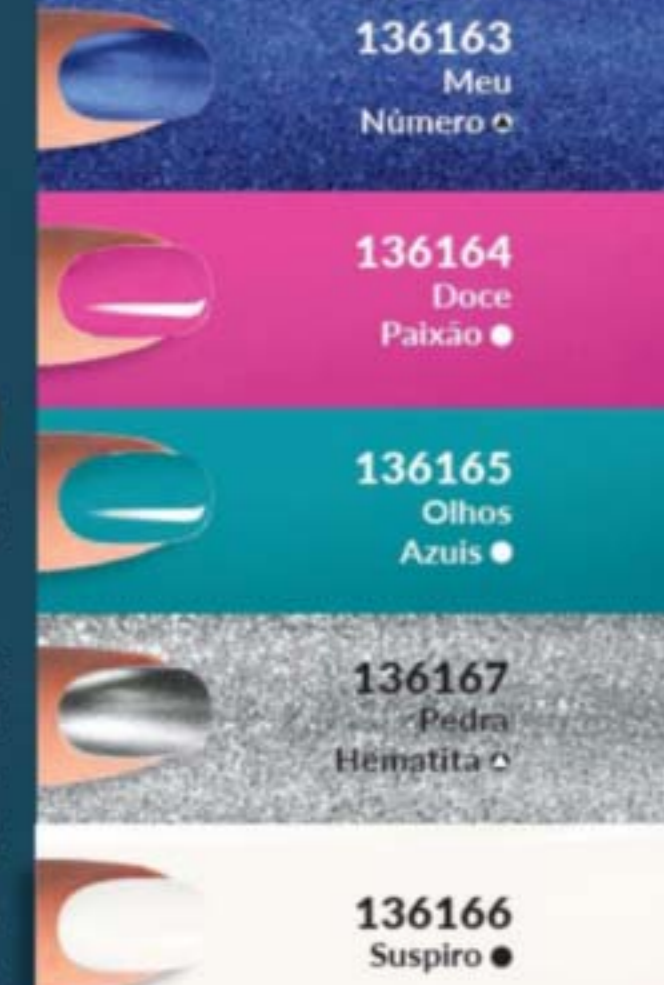 136163
Meu
Número
136164
Doce
Paixão
136165
Olhos
Azuis
136167
Pedra
Hematita
136166
Suspiro